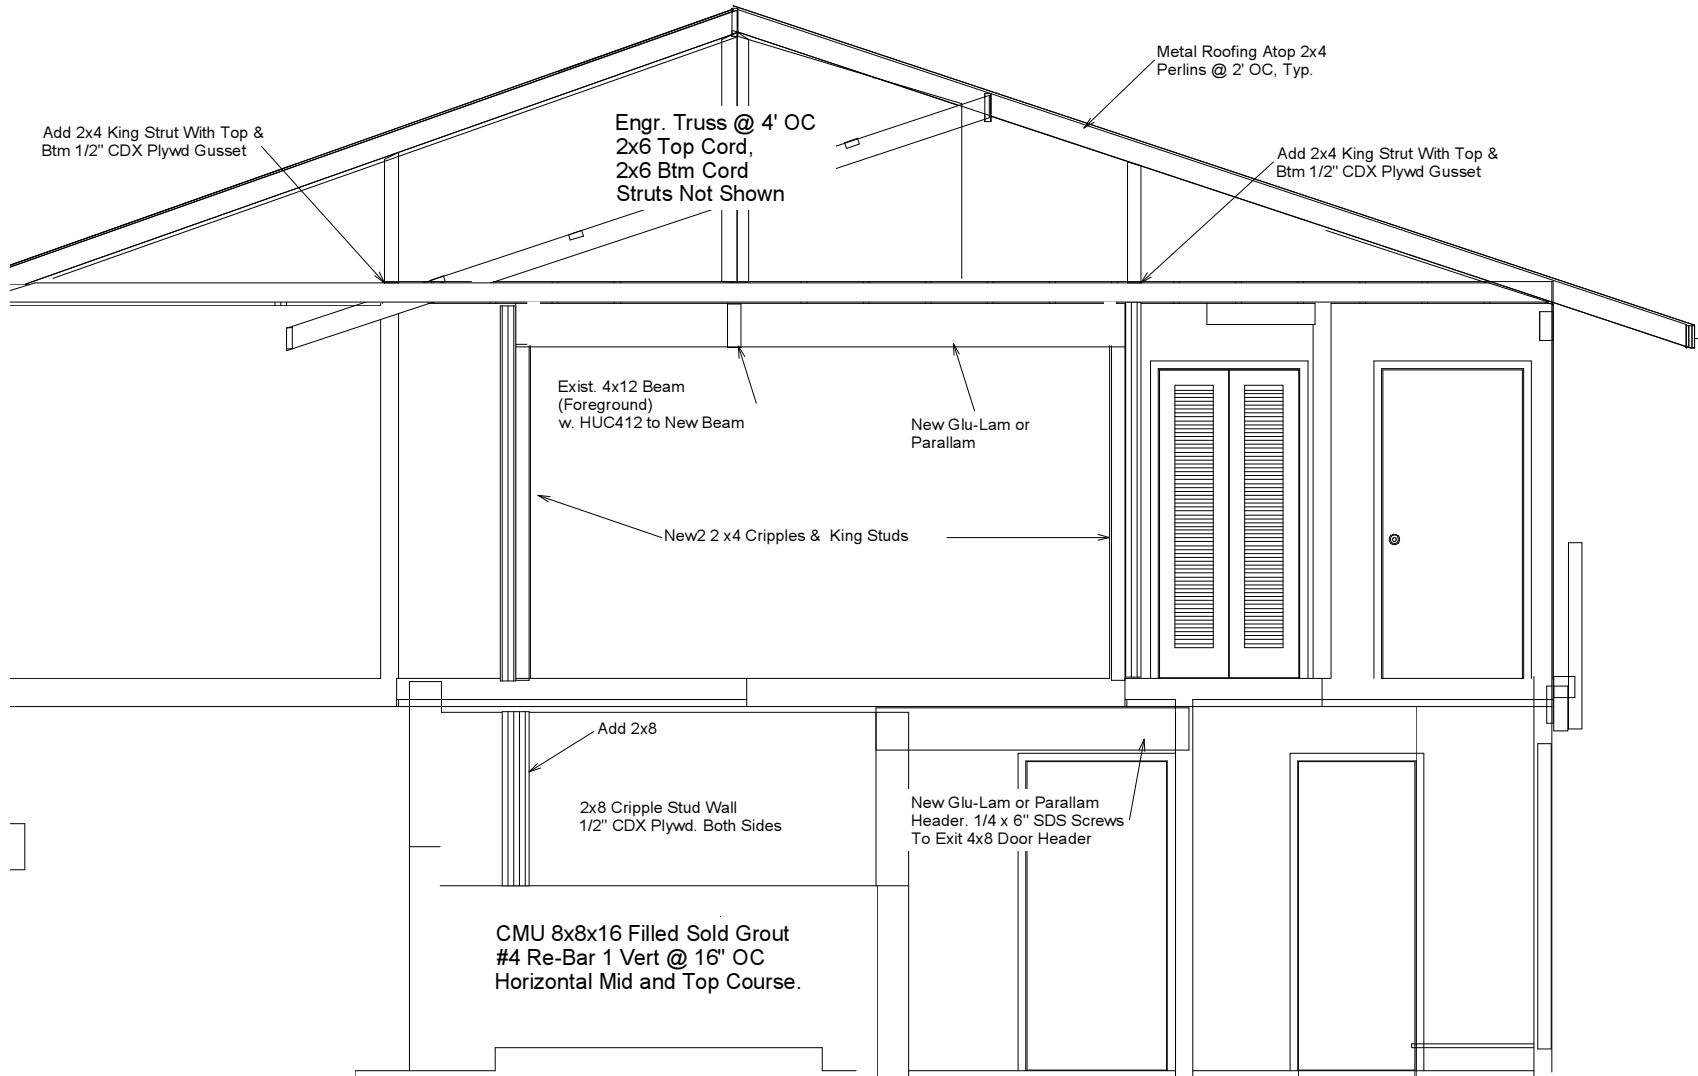 Metal Roofing Atop 2x4
Perlins @ 2' OC, Typ.
Add 2x4 King Strut With Top &
Btm 1/2" CDX Plywd Gusset
Engr. Truss @ 4' OC
2x6 Top Cord,
2x6 Btm Cord
Struts Not Shown
Add 2x4 King Strut With Top &
Btm 1/2" CDX Plywd Gusset
Exist. 4x12 Beam
(Foreground)
w. HUC412 to New Beam
New Glu-Lam or
Parallam
New2 2 x4 Cripples & King Studs
Add 2x8
2x8 Cripple Stud Wall
1/2" CDX Plywd. Both Sides
New Glu-Lam or Parallam
Header. 1/4 x 6" SDS Screws
To Exit 4x8 Door Header
CMU 8x8x16 Filled Sold Grout
#4 Re-Bar 1 Vert @ 16" OC
Horizontal Mid and Top Course.